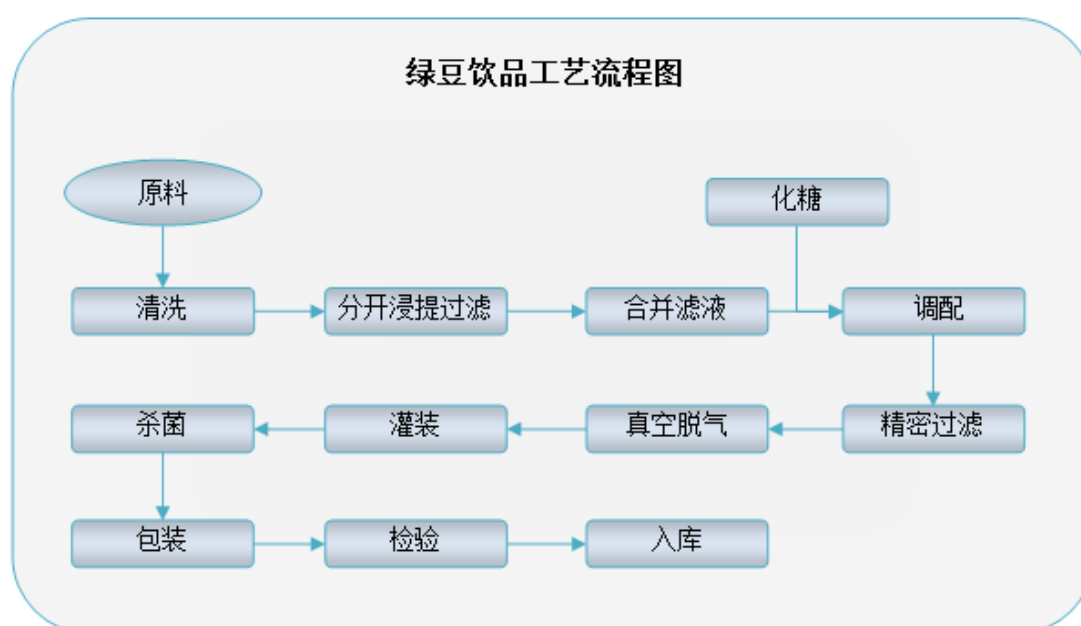 绿豆饮品工艺流程图
原料
化糖
清洗
分开浸提过滤
合并滤液
调配
杀菌
灌装
真空脱气
精密过滤
包装
检验
入库